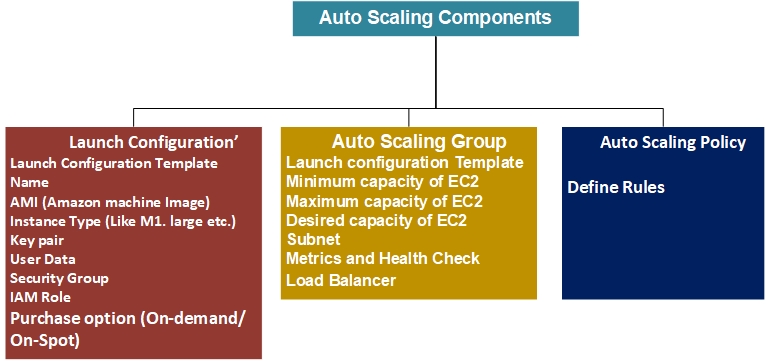 Auto Scaling Components
Launch Configuration’
Launch Configuration Template
Name
AMI (Amazon machine Image)
Instance Type (Like M1. large etc.)
Key pair
User Data
Security Group
IAM Role
Purchase option (On-demand/
On-Spot)
Auto Scaling Group
Launch configuration Template
Minimum capacity of EC2
Maximum capacity of EC2
Desired capacity of EC2
Subnet
Metrics and Health Check
Load Balancer
Auto Scaling Policy
Define Rules